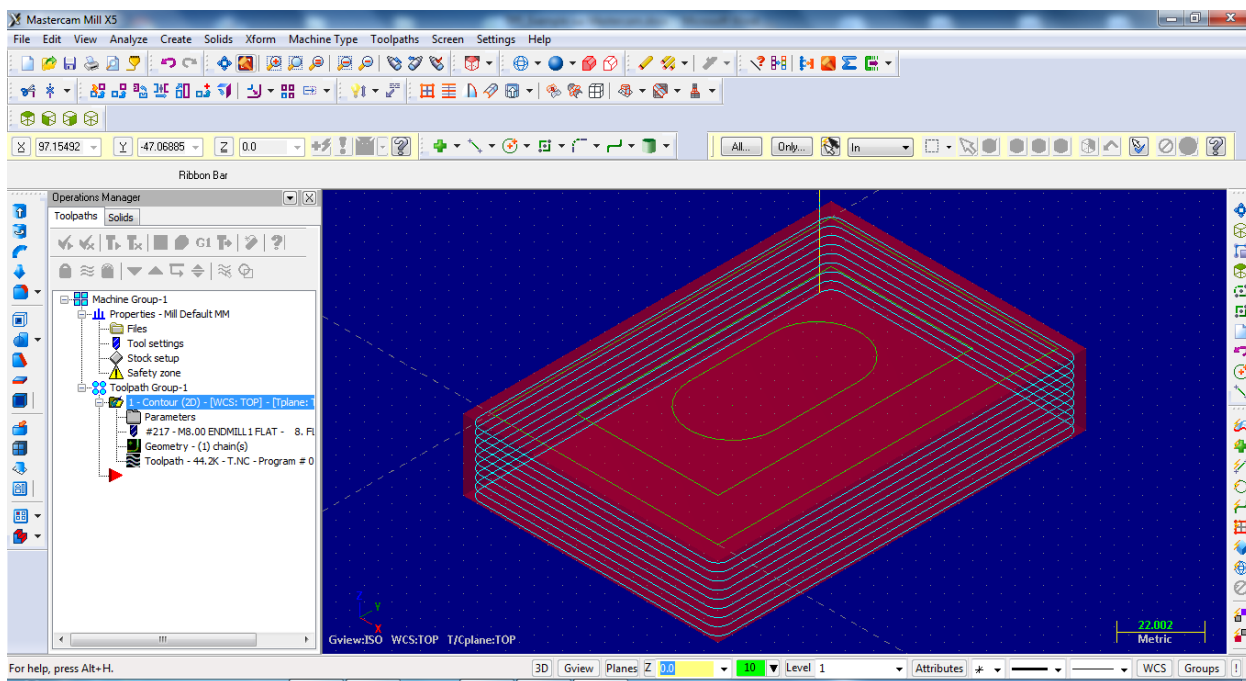 Mastercam Mill X5
File Edit View Analyze Create Solids Xform Machine Type Toolpaths Screen Settings Help
X 97.15492 Y -47.06885 Z 0.0 All... Only... In
Ribbon Bar
Operations Manager
Toolpaths Solids
G1
Machine Group-1
Properties - Mill Default MM
Files
Tool settings
Stock setup
Safety zone
Toolpath Group-1
1 - Contour (2D) - [WCS: TOP] - [Tplane: T
Parameters
#217 - M8.00 ENDMILL1 FLAT - 8. FL
Geometry - (1) chain(s)
Toolpath - 44.2K - T.NC - Program # 0
Z Y
X
Gview:ISO WCS:TOP T/Cplane:TOP
22.002
Metric
For help, press Alt+H. 3D Gview Planes Z 0.0 10 Level 1 Attributes WCS Groups !